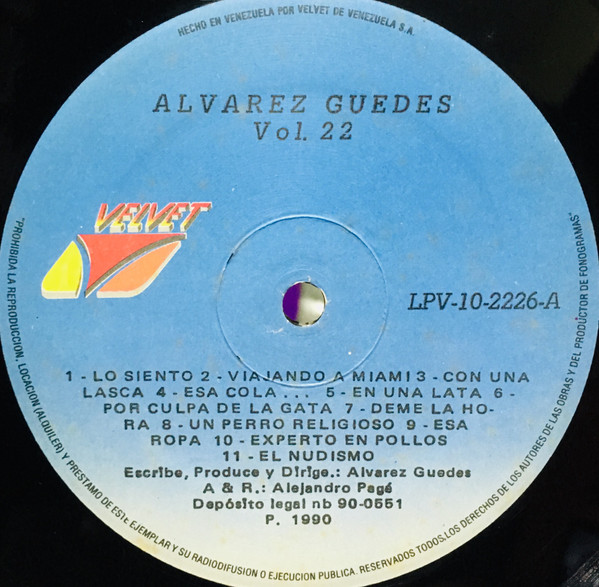 HECHO EN VENEZUELA POR VELVET DE VENEZUELA S.A.
ALVAREZ GUEDES
Vol. 22
VELVET
LPV-10-2226-A
1 - LO SIENTO 2 - VIAJANDO A MIAMI 3 - CON UNA
LASCA 4 - ESA COLA ... 5 - EN UNA LATA 6 -
POR CULPA DE LA GATA 7 - DEME LA HO-
RA 8 - UN PERRO RELIGIOSO 9 - ESA
ROPA 10 - EXPERTO EN POLLOS
11 - EL NUDISMO
Escribe, Produce y Dirige.: Alvarez Guedes
A & R.: Alejandro Pagé
Depósito legal nb 90-0551
P. 1990
"PROHIBIDA LA REPRODUCCION, LOCACION (ALQUILER) Y PRESTAMO DE ESTE EJEMPLAR Y SU RADIODIFUSION O EJECUCION PUBLICA. RESERVADOS TODOS LOS DERECHOS DE LOS AUTORES DE LAS OBRAS Y DEL PRODUCTOR DE FONOGRAMAS"